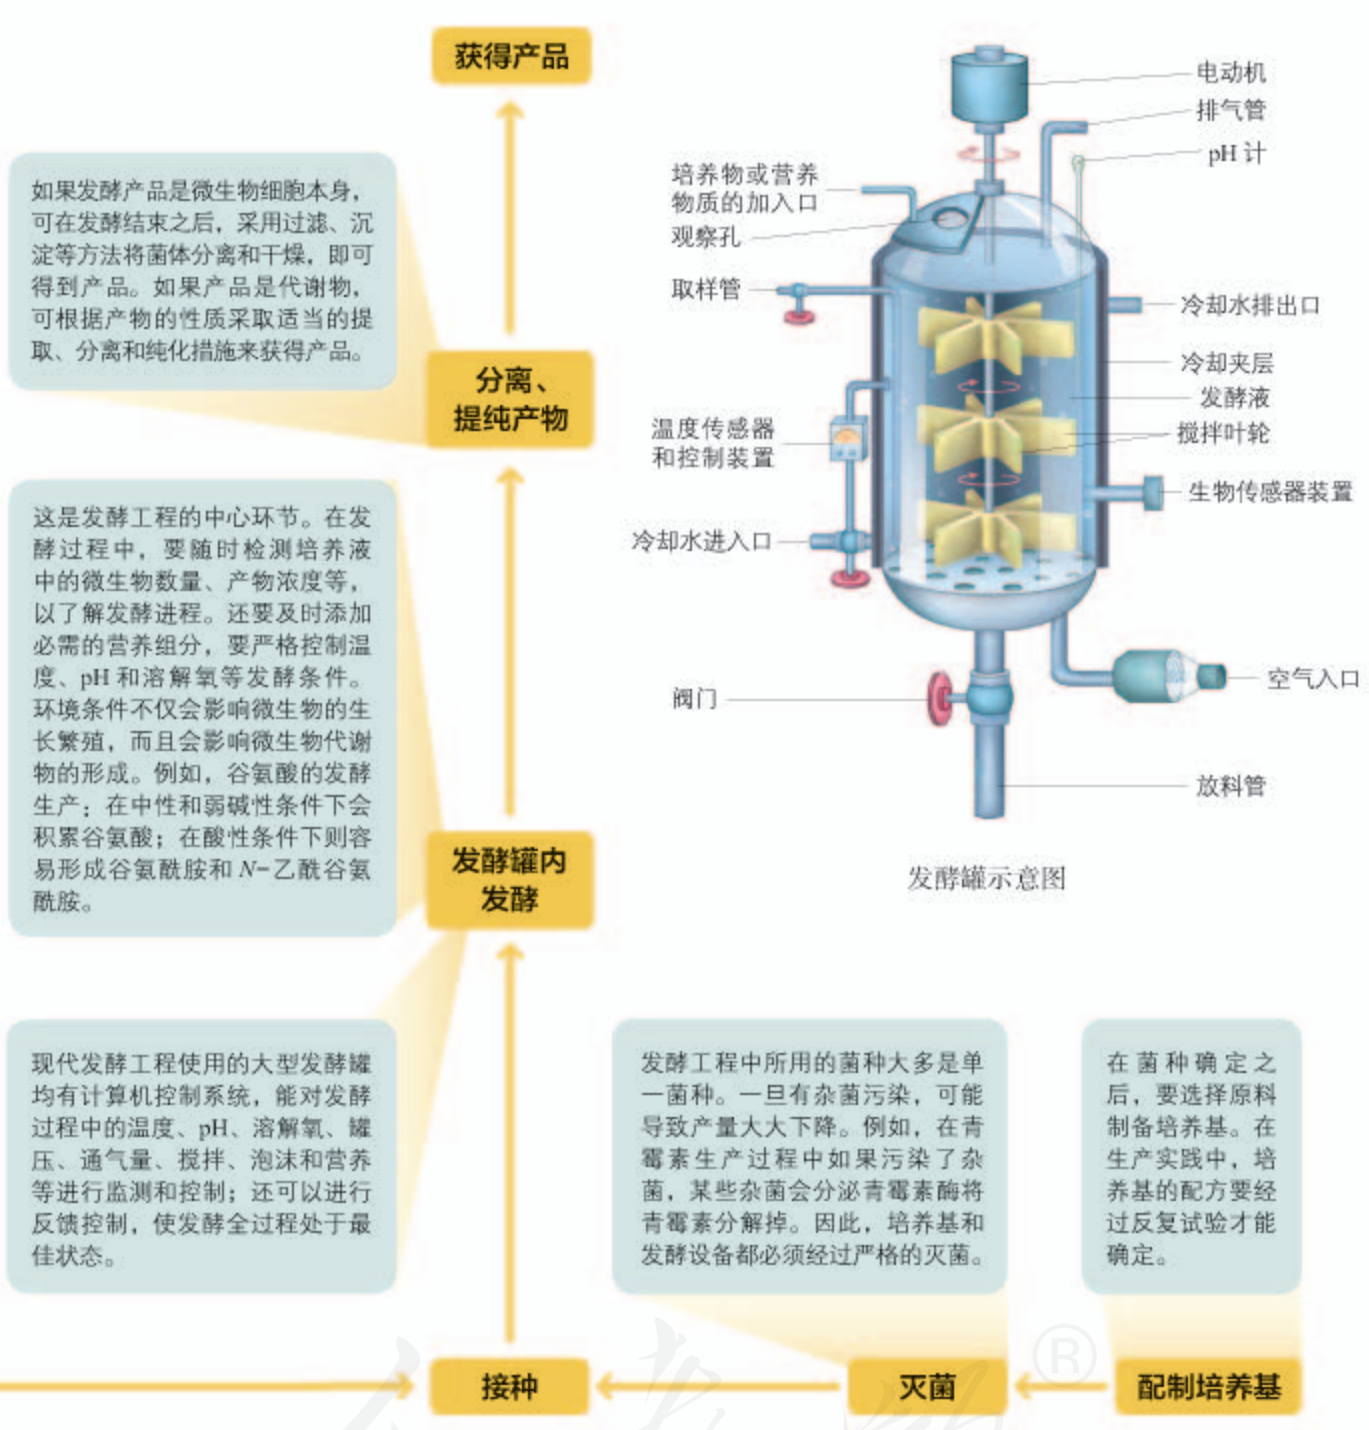 获得产品
如果发酵产品是微生物细胞本身，
可在发酵结束之后，采用过滤、沉
淀等方法将菌体分离和干燥，即可
得到产品。如果产品是代谢物，
可根据产物的性质采取适当的提
取、分离和纯化措施来获得产品。
分离、
提纯产物
这是发酵工程的中心环节。在发
酵过程中，要随时检测培养液
中的微生物数量、产物浓度等，
以了解发酵进程。还要及时添加
必需的营养组分，要严格控制温
度、pH 和溶解氧等发酵条件。
环境条件不仅会影响微生物的生
长繁殖，而且会影响微生物代谢
物的形成。例如，谷氨酸的发酵
生产：在中性和弱碱性条件下会
积累谷氨酸；在酸性条件下则容
易形成谷氨酰胺和 N-乙酰谷氨
酰胺。
发酵罐内
发酵
现代发酵工程使用的大型发酵罐
均有计算机控制系统，能对发酵
过程中的温度、pH、溶解氧、罐
压、通气量、搅拌、泡沫和营养
等进行监测和控制；还可以进行
反馈控制，使发酵全过程处于最
佳状态。
电动机
排气管
pH 计
培养物或营养
物质的加入口
观察孔
取样管
冷却水排出口
冷却夹层
发酵液
搅拌叶轮
温度传感器
和控制装置
生物传感器装置
冷却水进入口
空气入口
阀门
放料管
发酵罐示意图
发酵工程中所用的菌种大多是单
一菌种。一旦有杂菌污染，可能
导致产量大大下降。例如，在青
霉素生产过程中如果污染了杂
菌，某些杂菌会分泌青霉素酶将
青霉素分解掉。因此，培养基和
发酵设备都必须经过严格的灭菌。
在菌种确定之
后，要选择原料
制备培养基。在
生产实践中，培
养基的配方要经
过反复试验才能
确定。
接种
灭菌
配制培养基
®